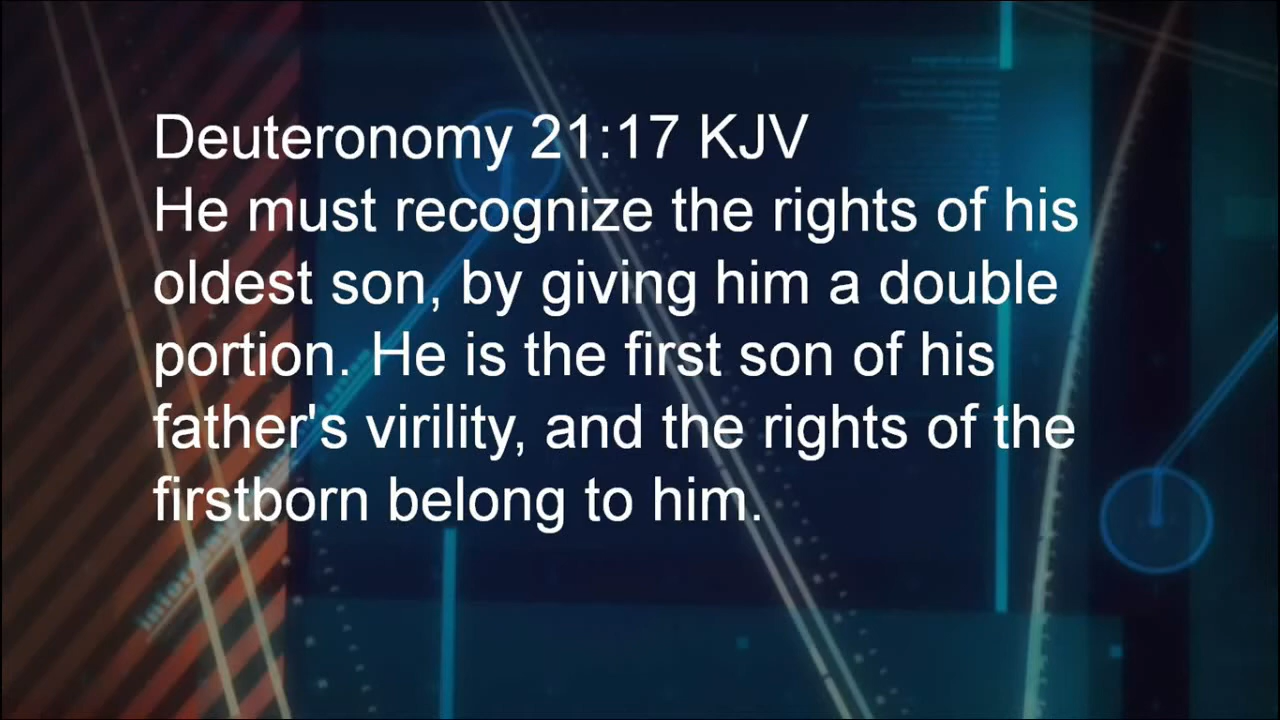 Deuteronomy 21:17 KJV
He must recognize the rights of his
oldest son, by giving him a double
portion. He is the first son of his
father's virility, and the rights of the
firstborn belong to him.